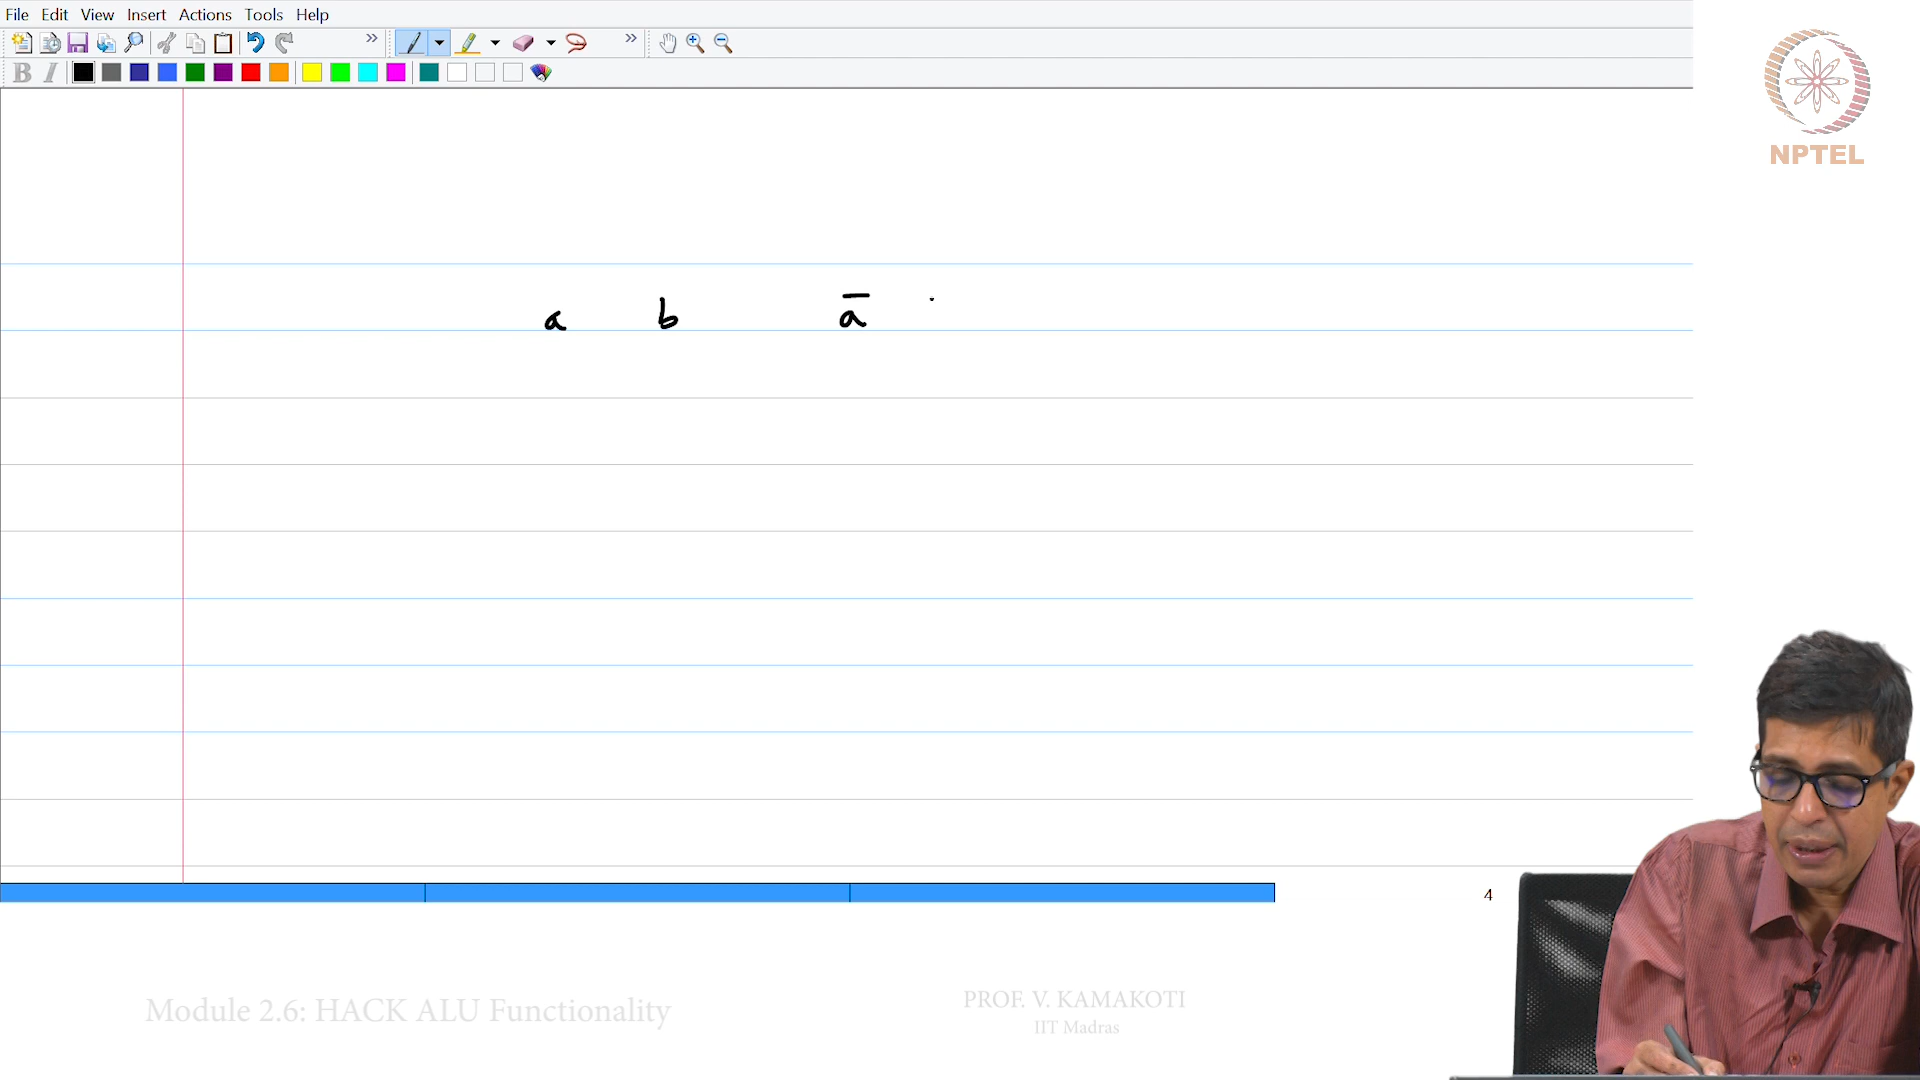 File Edit View Insert Actions Tools Help
B I
NPTEL
a b a̅
4
Module 2.6: HACK ALU Functionality
PROF. V. KAMAKOTI
IIT Madras